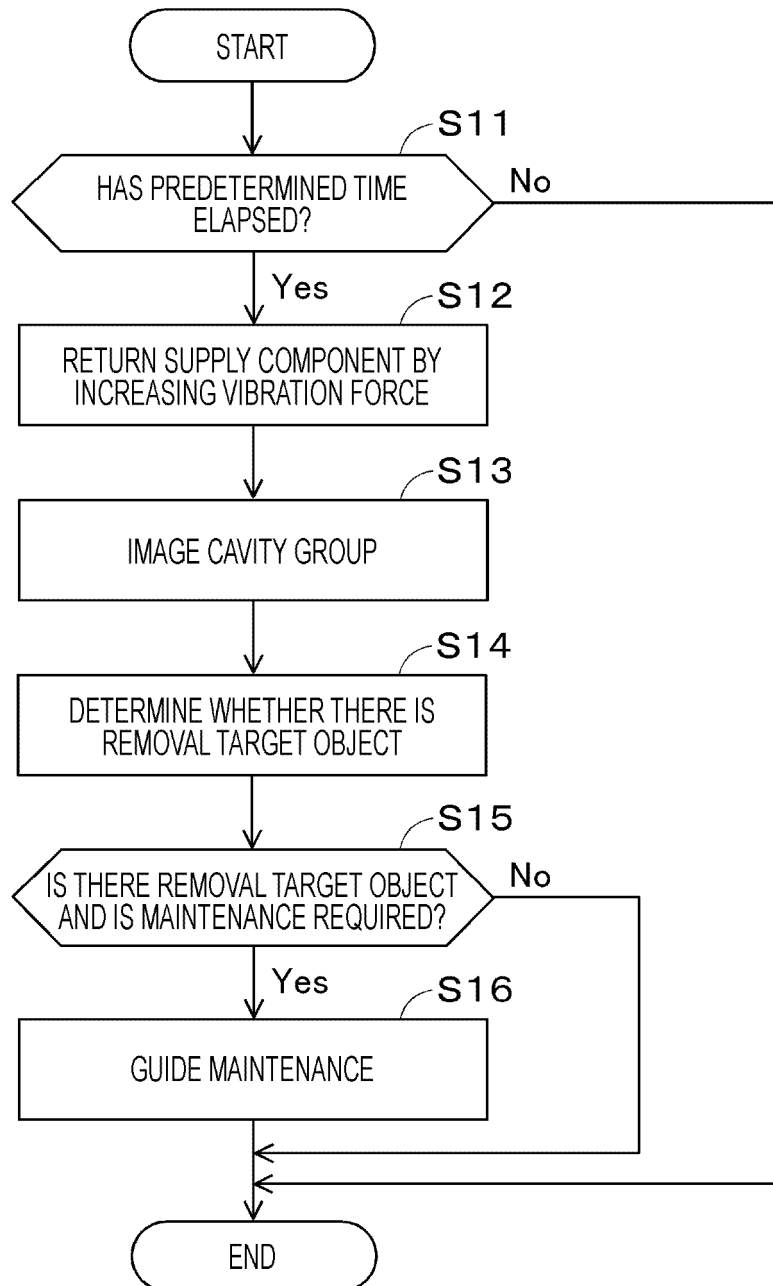 START
S11
HAS PREDETERMINED TIME
ELAPSED?
No
Yes
S12
RETURN SUPPLY COMPONENT BY
INCREASING VIBRATION FORCE
S13
IMAGE CAVITY GROUP
S14
DETERMINE WHETHER THERE IS
REMOVAL TARGET OBJECT
S15
IS THERE REMOVAL TARGET OBJECT
AND IS MAINTENANCE REQUIRED?
No
Yes
S16
GUIDE MAINTENANCE
END